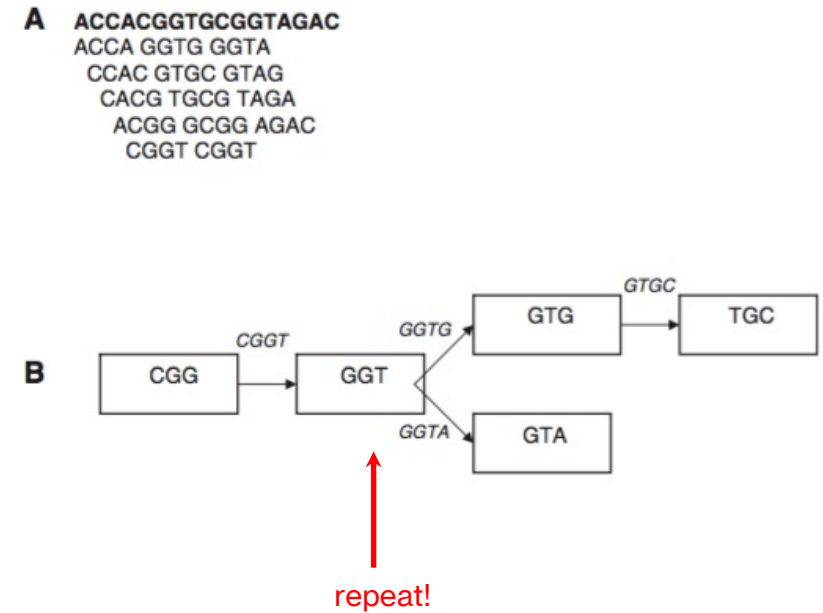 A ACCACGGTGCGGTAGAC
ACCA GGTG GGTA
CCAC GTGC GTAG
CACG TGCG TAGA
ACGG GCGG AGAC
CGGT CGGT
GTGC
GTG TGC
GGTG
CGGT
B CGG GGT
GGTA GTA
repeat!